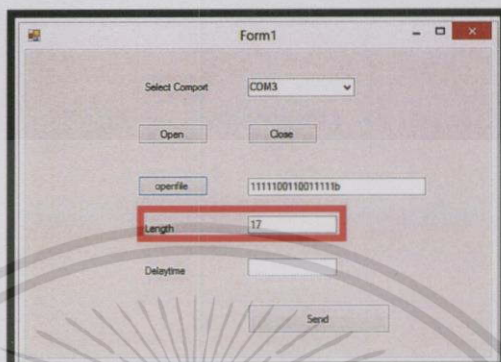 Form1
Select Comport COM3
Open Close
openfile 1111100110011111b
Length 17
Delaytime
Send